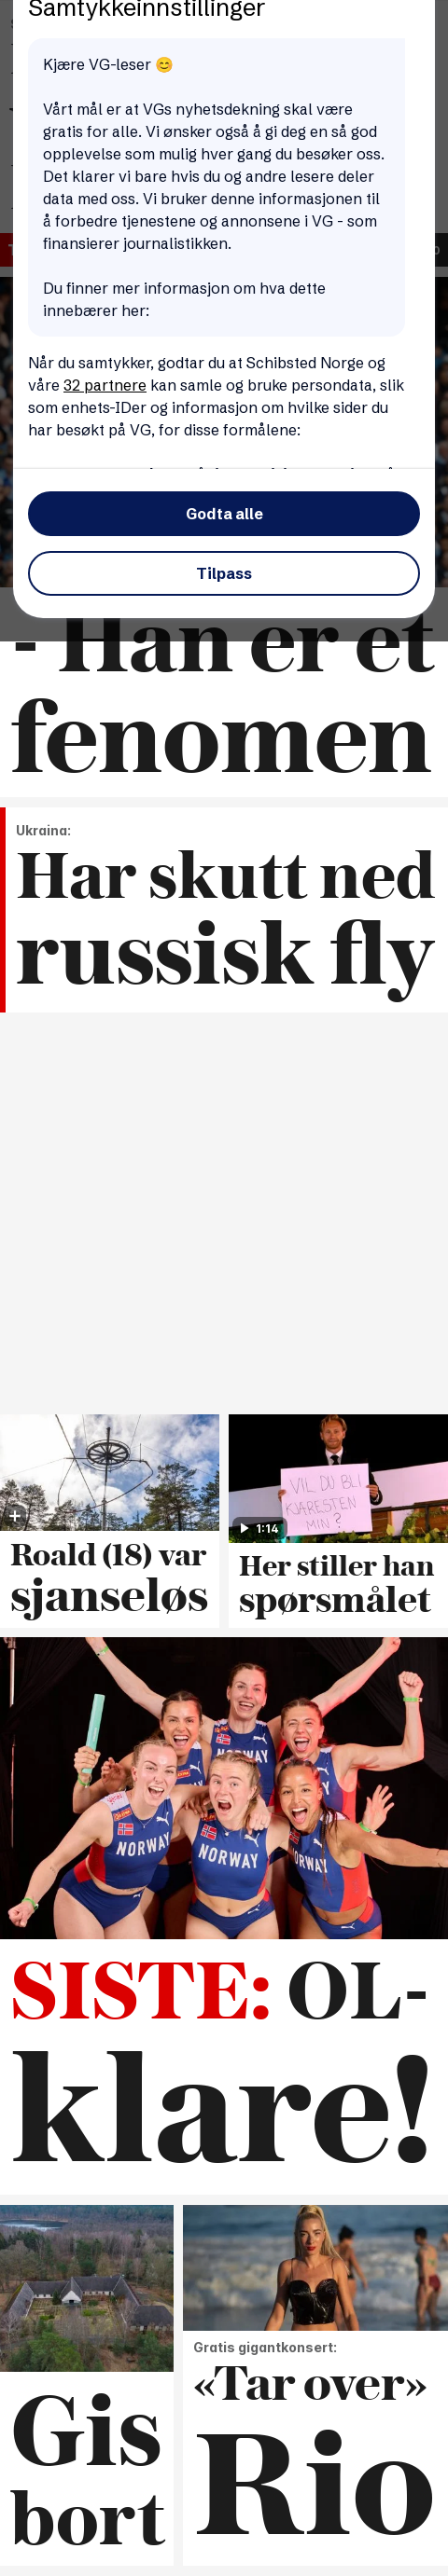 Samtykkeinnstillinger
Kjære VG-leser 😊
Vårt mål er at VGs nyhetsdekning skal være
gratis for alle. Vi ønsker også å gi deg en så god
opplevelse som mulig hver gang du besøker oss.
Det klarer vi bare hvis du og andre lesere deler
data med oss. Vi bruker denne informasjonen til
å forbedre tjenestene og annonsene i VG - som
finansierer journalistikken.
Du finner mer informasjon om hva dette
innebærer her:
Når du samtykker, godtar du at Schibsted Norge og
våre 32 partnere kan samle og bruke persondata, slik
som enhets-IDer og informasjon om hvilke sider du
har besøkt på VG, for disse formålene:
Godta alle
Tilpass
- Han er et
fenomen
Ukraina:
Har skutt ned
russisk fly
VIL DU BLI
KJÆRESTEN
MIN?
1:14
Roald (18) var
sjanseløs
Her stiller han
spørsmålet
NORWAY
NORWAY
NORWAY
SISTE: OL-
klare!
Gis
bort
Gratis gigantkonsert:
«Tar over»
Rio